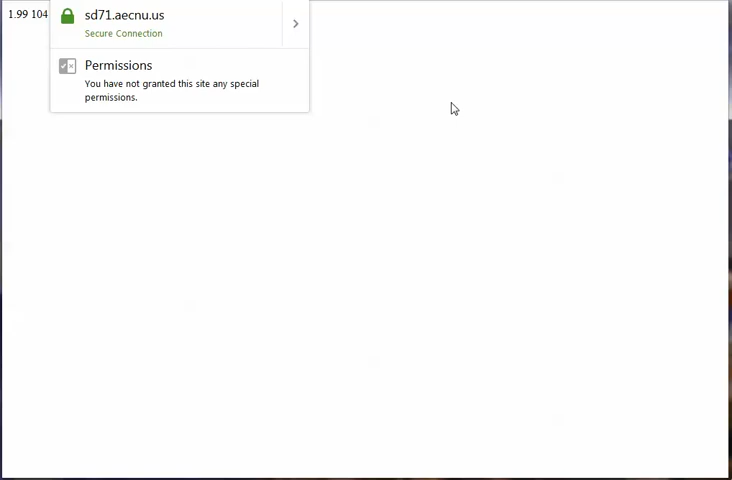 1.99 104
sd71.aecnu.us
Secure Connection
Permissions
You have not granted this site any special
permissions.